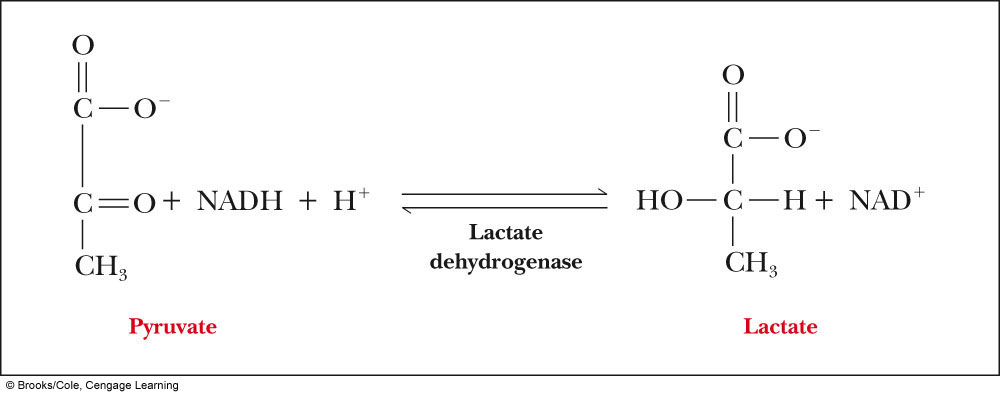 O
C—O⁻
C=O + NADH + H⁺
CH₃
Pyruvate
Lactate
dehydrogenase
O
C—O⁻
HO—C—H + NAD⁺
CH₃
Lactate
© Brooks/Cole, Cengage Learning